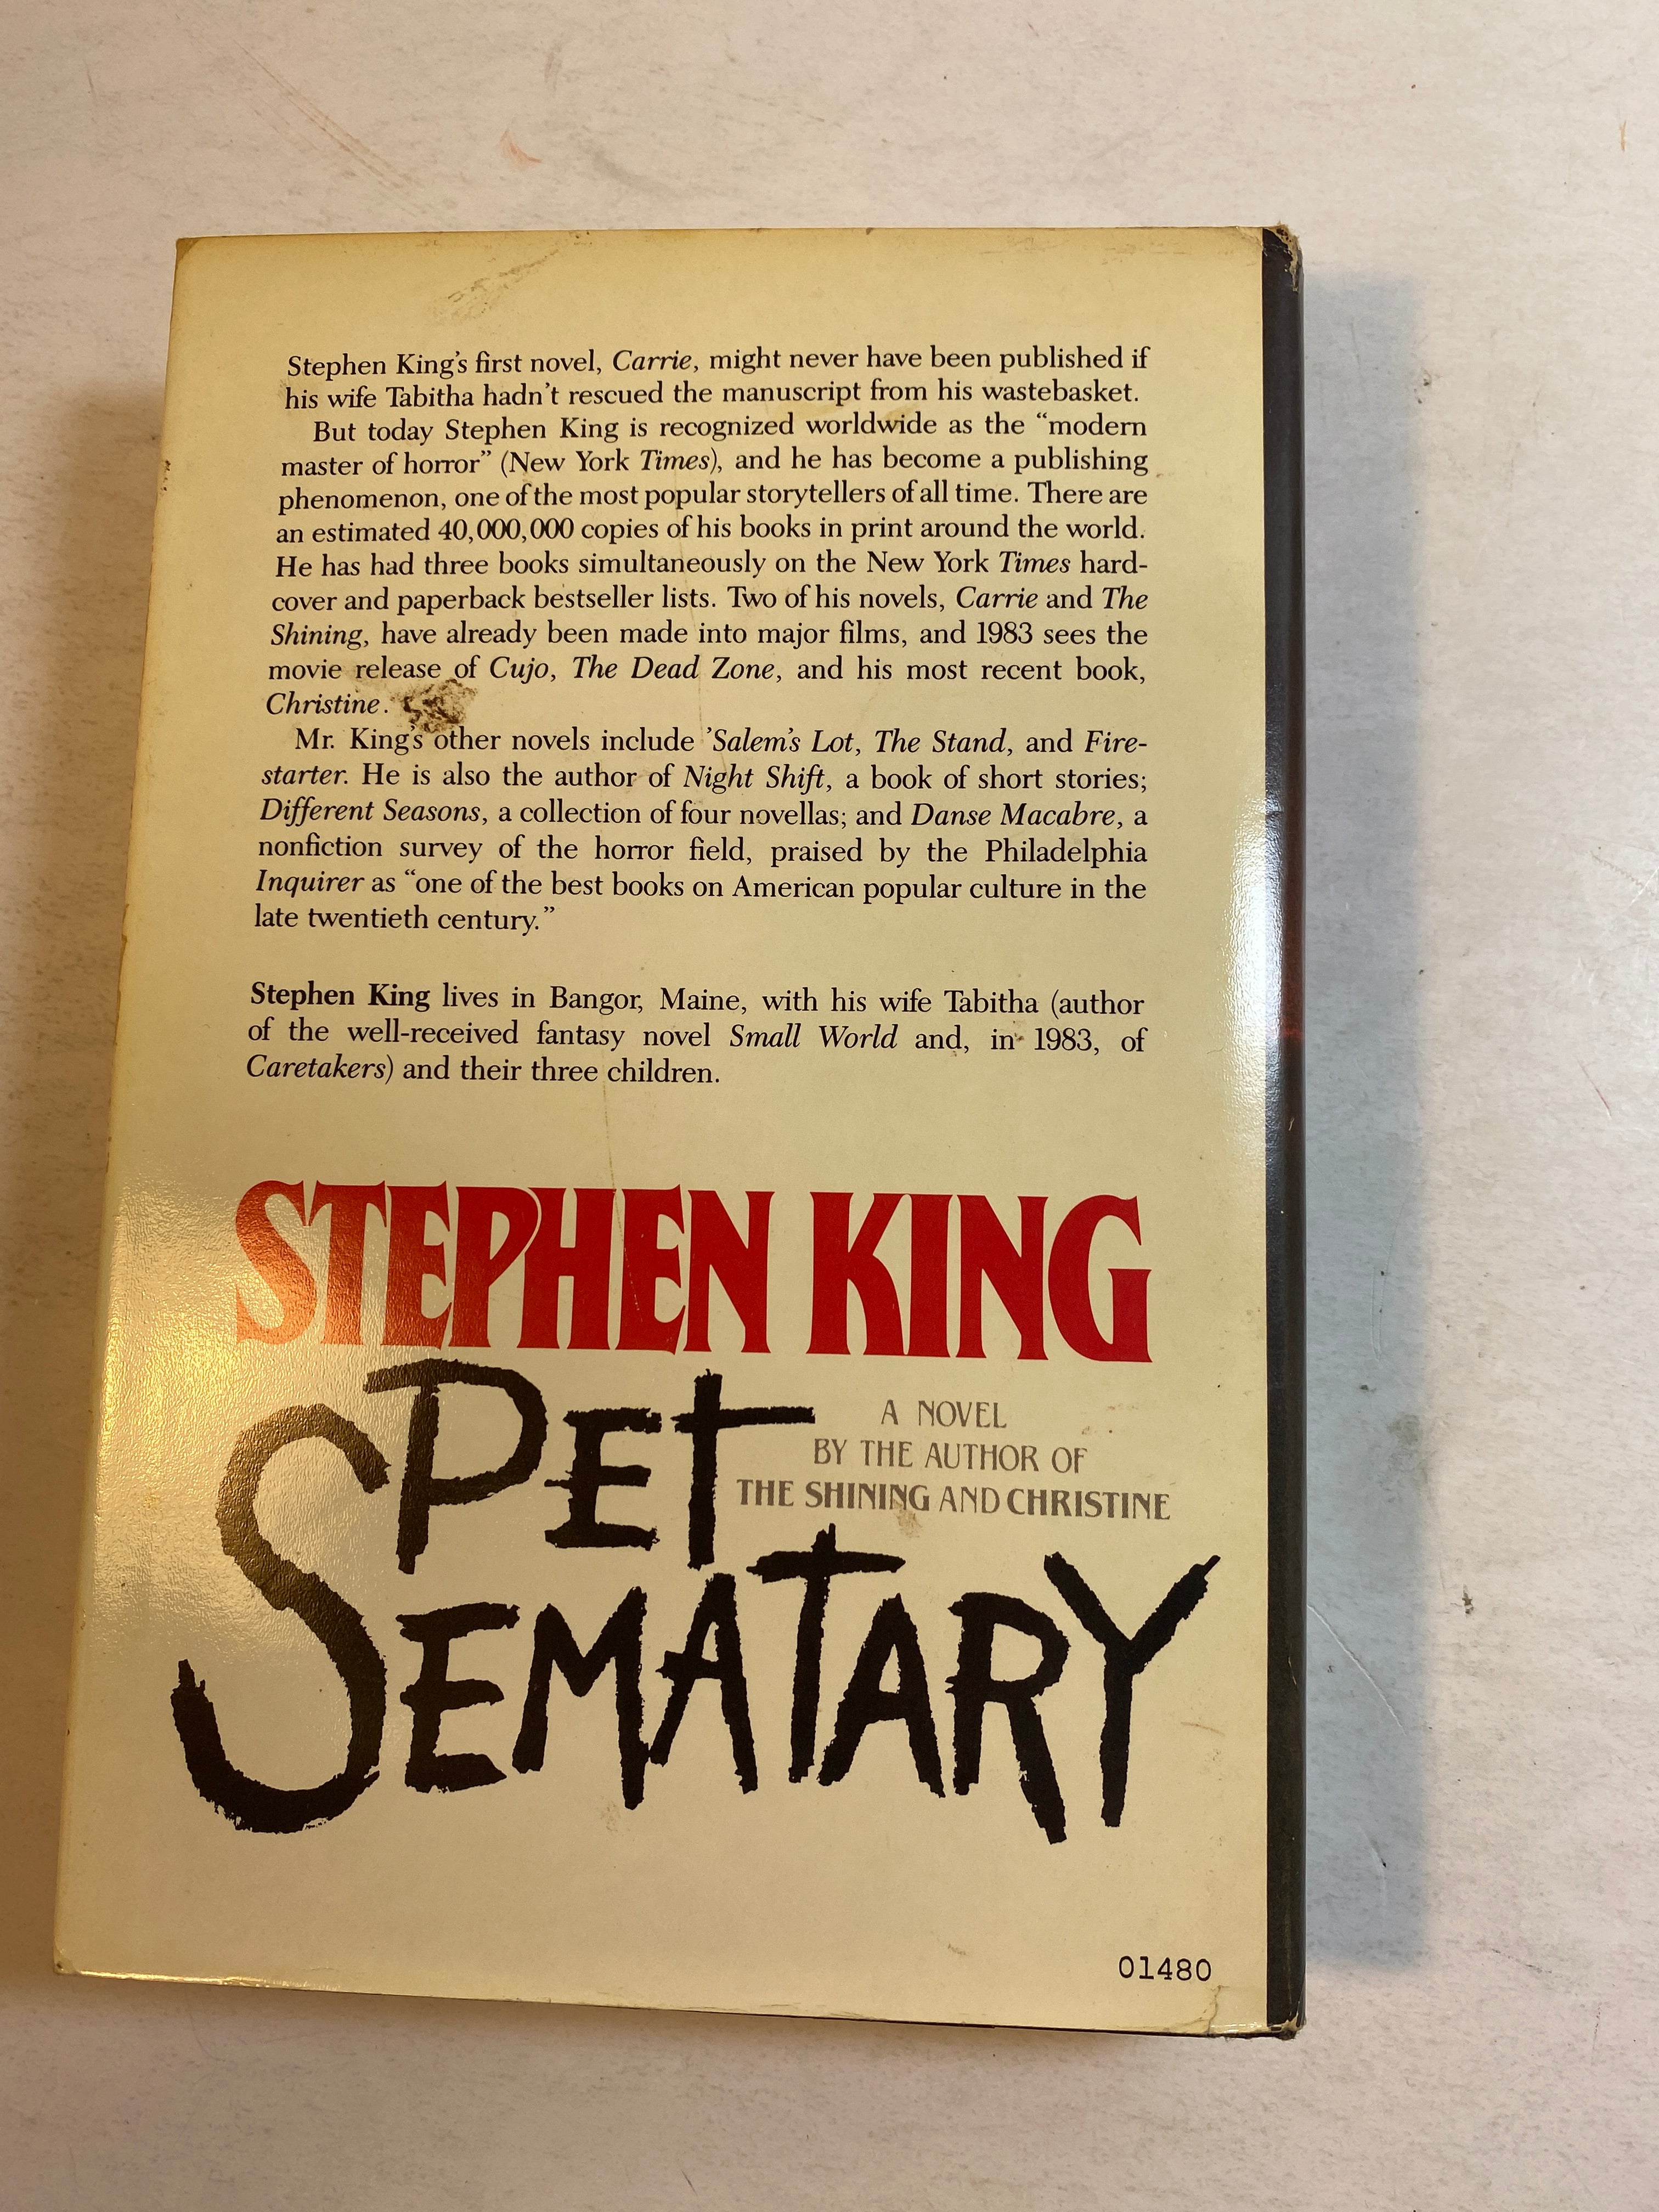 Stephen King's first novel, Carrie, might never have been published if
his wife Tabitha hadn't rescued the manuscript from his wastebasket.
But today Stephen King is recognized worldwide as the “modern
master of horror” (New York Times), and he has become a publishing
phenomenon, one of the most popular storytellers of all time. There are
an estimated 40,000,000 copies of his books in print around the world.
He has had three books simultaneously on the New York Times hard-
cover and paperback bestseller lists. Two of his novels, Carrie and The
Shining, have already been made into major films, and 1983 sees the
movie release of Cujo, The Dead Zone, and his most recent book,
Christine.
Mr. King's other novels include 'Salem's Lot, The Stand, and Fire-
starter. He is also the author of Night Shift, a book of short stories;
Different Seasons, a collection of four novellas; and Danse Macabre, a
nonfiction survey of the horror field, praised by the Philadelphia
Inquirer as “one of the best books on American popular culture in the
late twentieth century.”
Stephen King lives in Bangor, Maine, with his wife Tabitha (author
of the well-received fantasy novel Small World and, in 1983, of
Caretakers) and their three children.
STEPHEN KING
PET
A NOVEL
BY THE AUTHOR OF
THE SHINING AND CHRISTINE
SEMATARY
01480